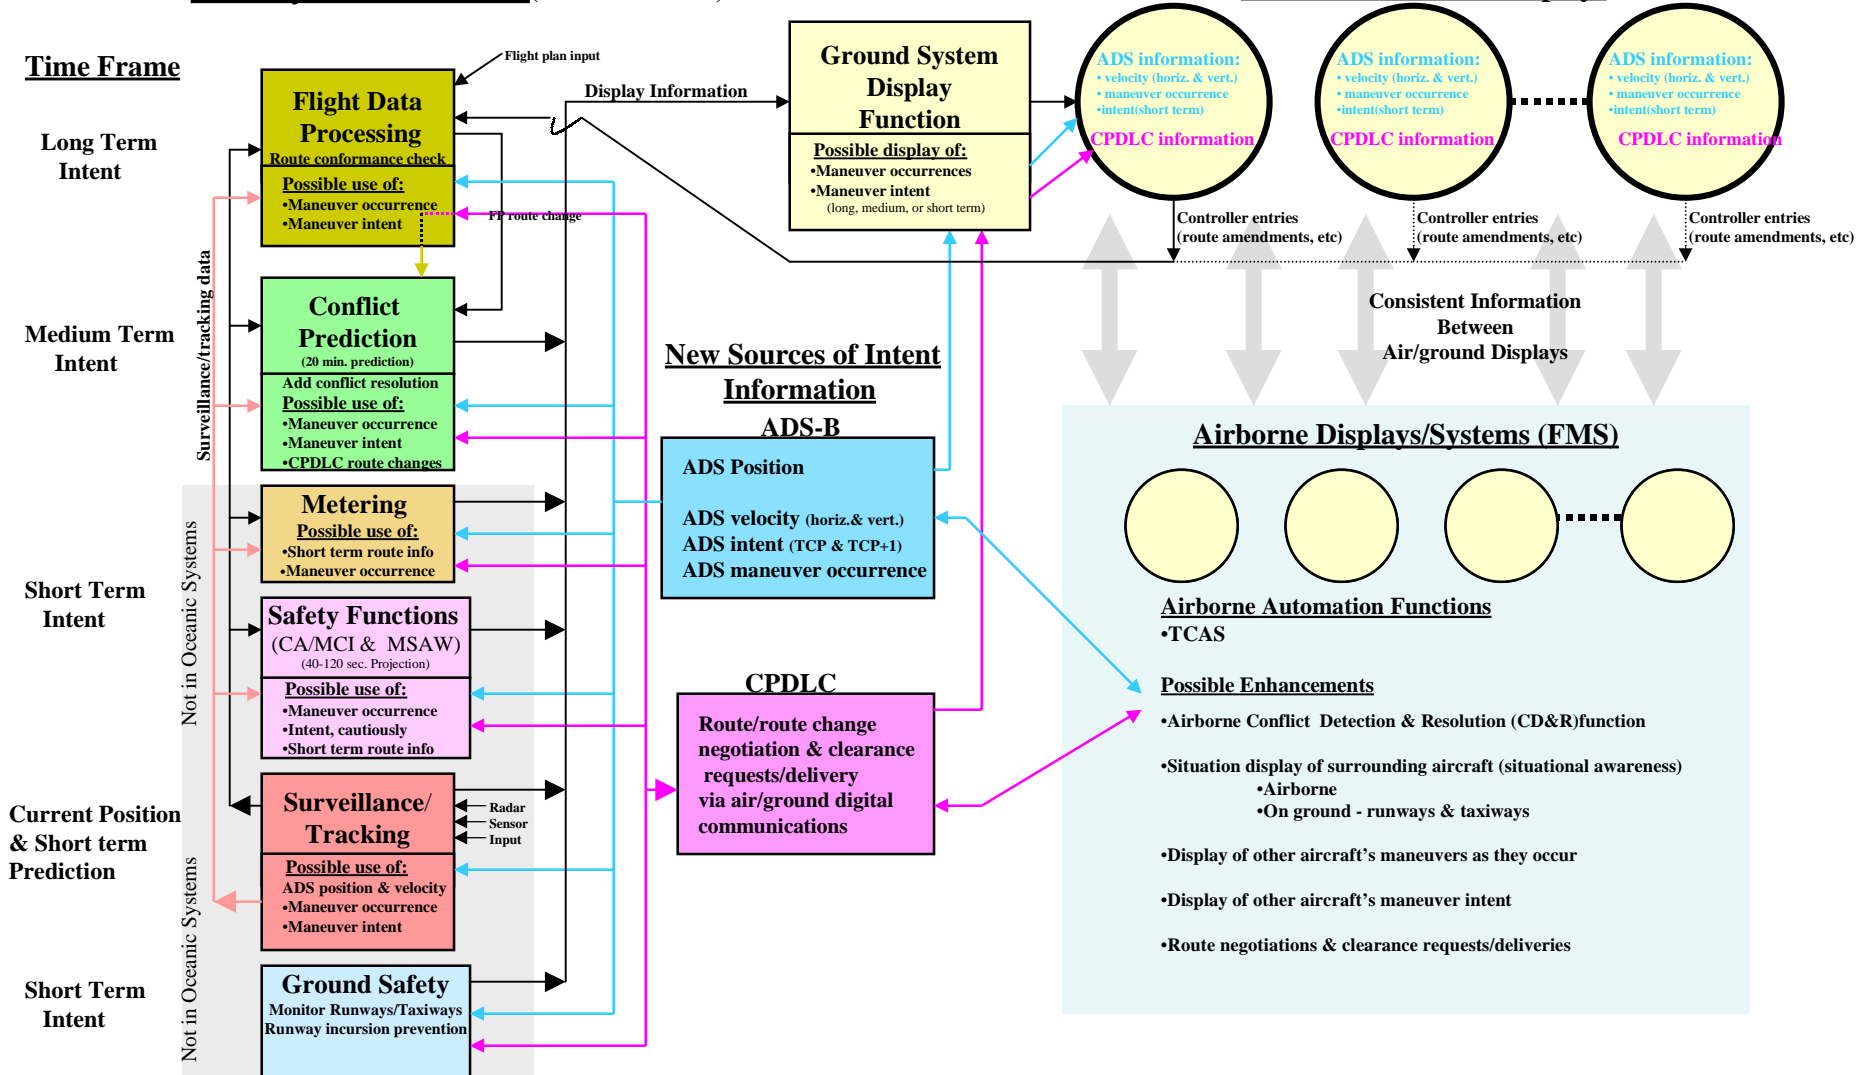 Time Frame
Long Term
Intent
Medium Term
Intent
Short Term
Intent
Current Position
& Short term
Prediction
Short Term
Intent
Surveillance/tracking data
Not in Oceanic Systems
Not in Oceanic Systems
Flight plan input
Flight Data
Processing
Route conformance check
Possible use of:
•Maneuver occurrence
•Maneuver intent
FP route change
Conflict
Prediction
(20 min. prediction)
Add conflict resolution
Possible use of:
•Maneuver occurrence
•Maneuver intent
•CPDLC route changes
Metering
Possible use of:
•Short term route info
•Maneuver occurrence
Safety Functions
(CA/MCI & MSAW)
(40-120 sec. Projection)
Possible use of:
•Maneuver occurrence
•Intent, cautiously
•Short term route info
Surveillance/
Tracking
Radar
Sensor
Input
Possible use of:
ADS position & velocity
•Maneuver occurrence
•Maneuver intent
Ground Safety
Monitor Runways/Taxiways
Runway incursion prevention
Display Information
Ground System
Display
Function
Possible display of:
•Maneuver occurrences
•Maneuver intent
(long, medium, or short term)
New Sources of Intent
Information
ADS-B
ADS Position
ADS velocity (horiz.& vert.)
ADS intent (TCP & TCP+1)
ADS maneuver occurrence
CPDLC
Route/route change
negotiation & clearance
requests/delivery
via air/ground digital
communications
ADS information:
• velocity (horiz. & vert.)
• maneuver occurrence
•intent(short term)
CPDLC information
ADS information:
• velocity (horiz. & vert.)
• maneuver occurrence
•intent(short term)
CPDLC information
ADS information:
• velocity (horiz. & vert.)
• maneuver occurrence
•intent(short term)
CPDLC information
Controller entries
(route amendments, etc)
Controller entries
(route amendments, etc)
Controller entries
(route amendments, etc)
Consistent Information
Between
Air/ground Displays
Airborne Displays/Systems (FMS)
Airborne Automation Functions
•TCAS
Possible Enhancements
•Airborne Conflict Detection & Resolution (CD&R)function
•Situation display of surrounding aircraft (situational awareness)
•Airborne
•On ground - runways & taxiways
•Display of other aircraft’s maneuvers as they occur
•Display of other aircraft’s maneuver intent
•Route negotiations & clearance requests/deliveries